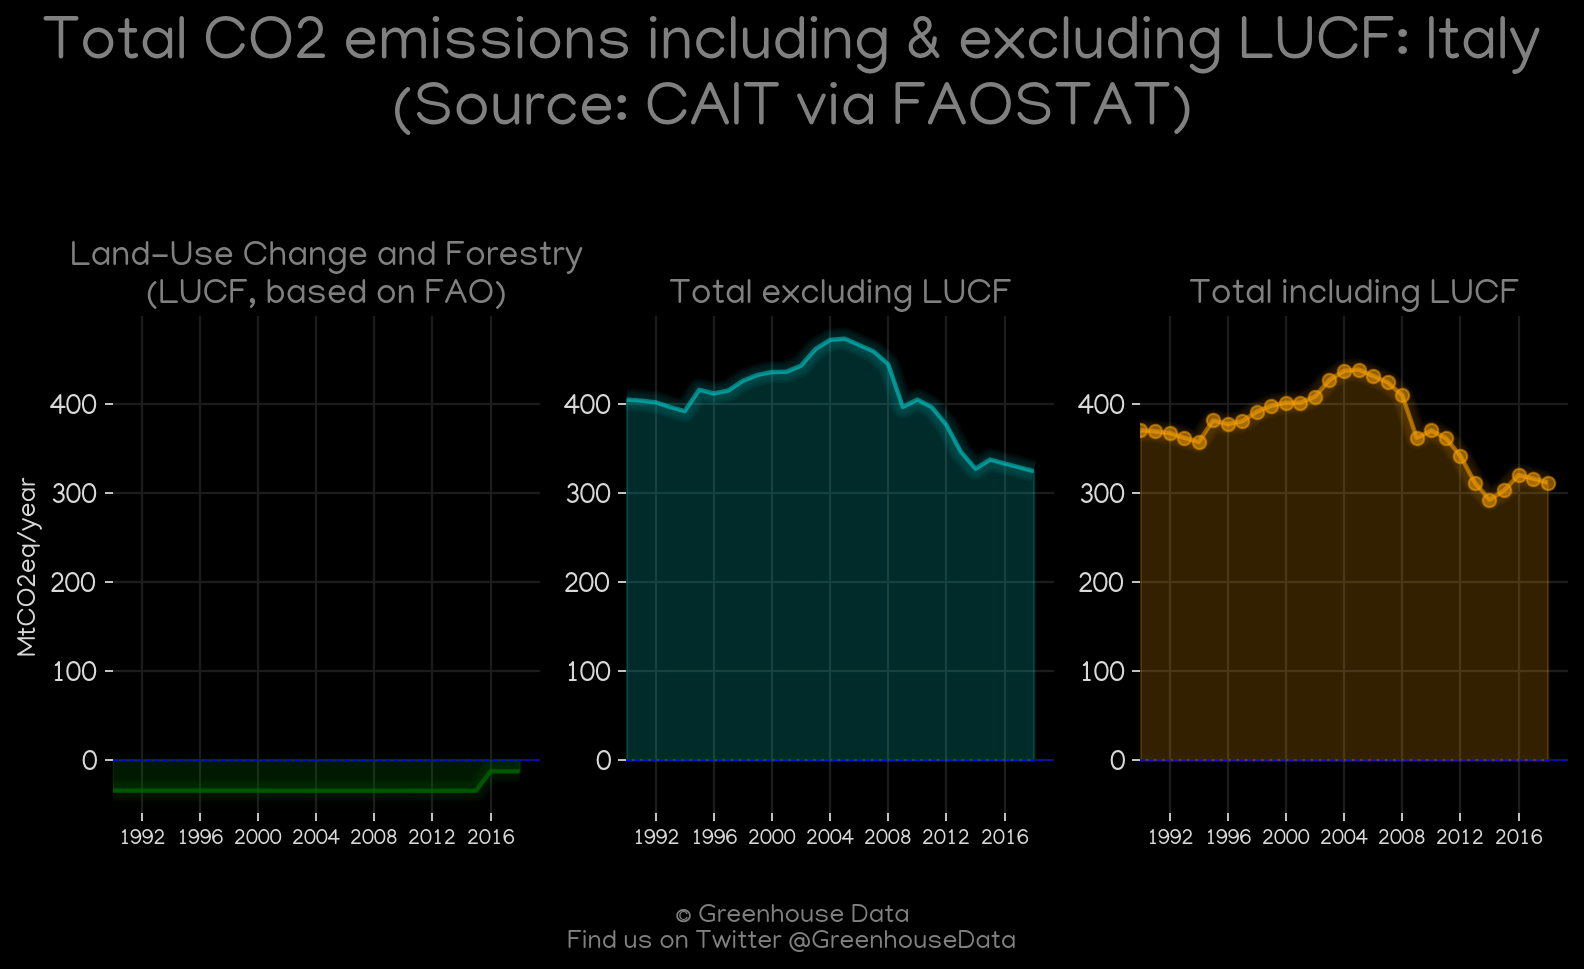 Total CO2 emissions including & excluding LUCF: Italy
(Source: CAIT via FAOSTAT)
Land-Use Change and Forestry
(LUCF, based on FAO)
Total excluding LUCF
Total including LUCF
MtCO2eq/year
400
300
200
100
0
1992 1996 2000 2004 2008 2012 2016
400
300
200
100
0
1992 1996 2000 2004 2008 2012 2016
400
300
200
100
0
1992 1996 2000 2004 2008 2012 2016
© Greenhouse Data
Find us on Twitter @GreenhouseData